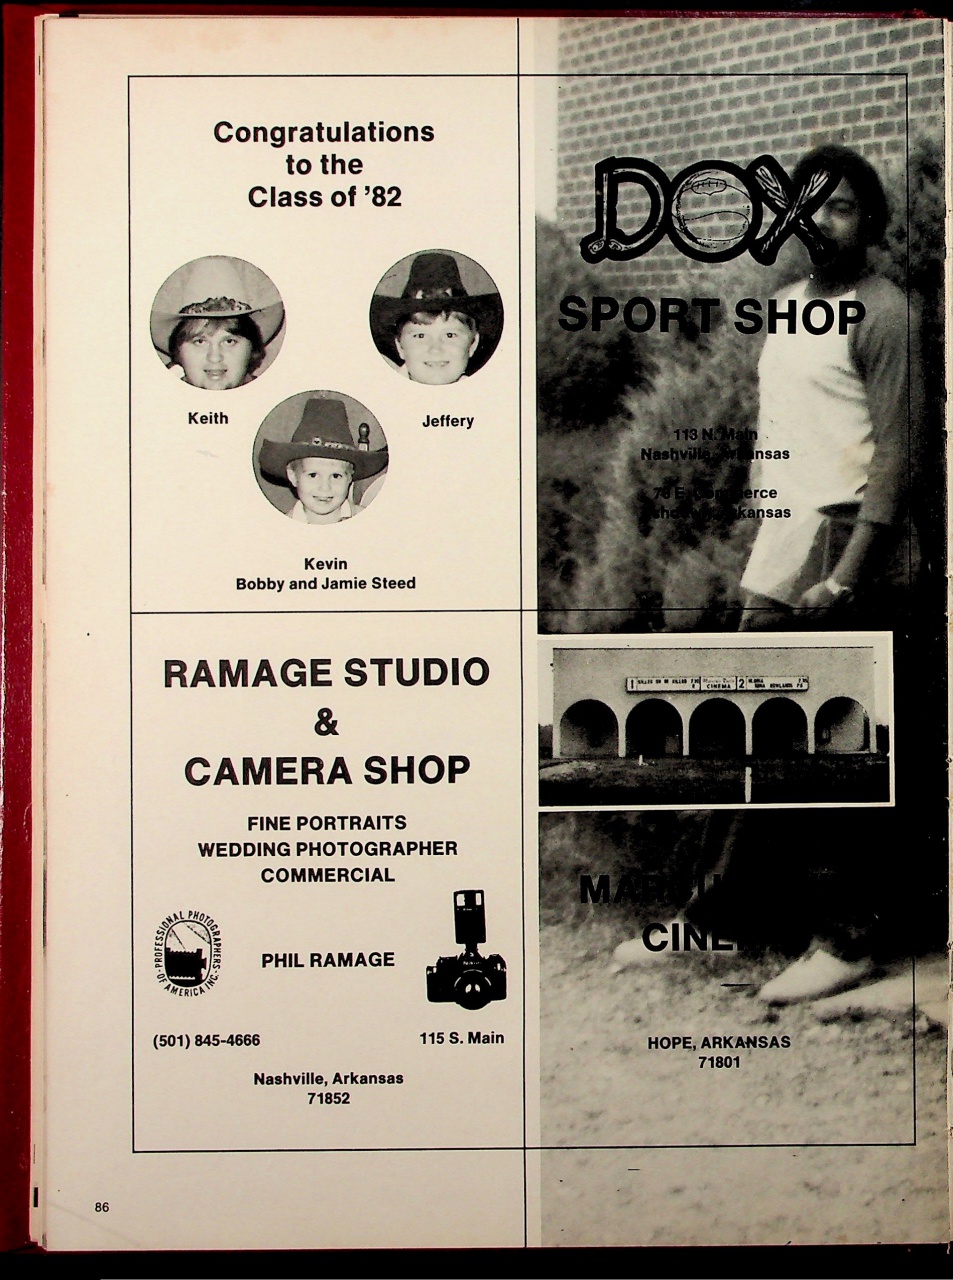 Congratulations
to the
Class of '82
Keith
Jeffery
Kevin
Bobby and Jamie Steed
DOX
SPORT SHOP
113 N. Main
Nashville, Arkansas
RAMAGE STUDIO
&
CAMERA SHOP
FINE PORTRAITS
WEDDING PHOTOGRAPHER
COMMERCIAL
PROFESSIONAL PHOTOGRAPHERS
OF AMERICA INC.
PHIL RAMAGE
(501) 845-4666
115 S. Main
Nashville, Arkansas
71852
1
CINEMA
2
HOPE, ARKANSAS
71801
86